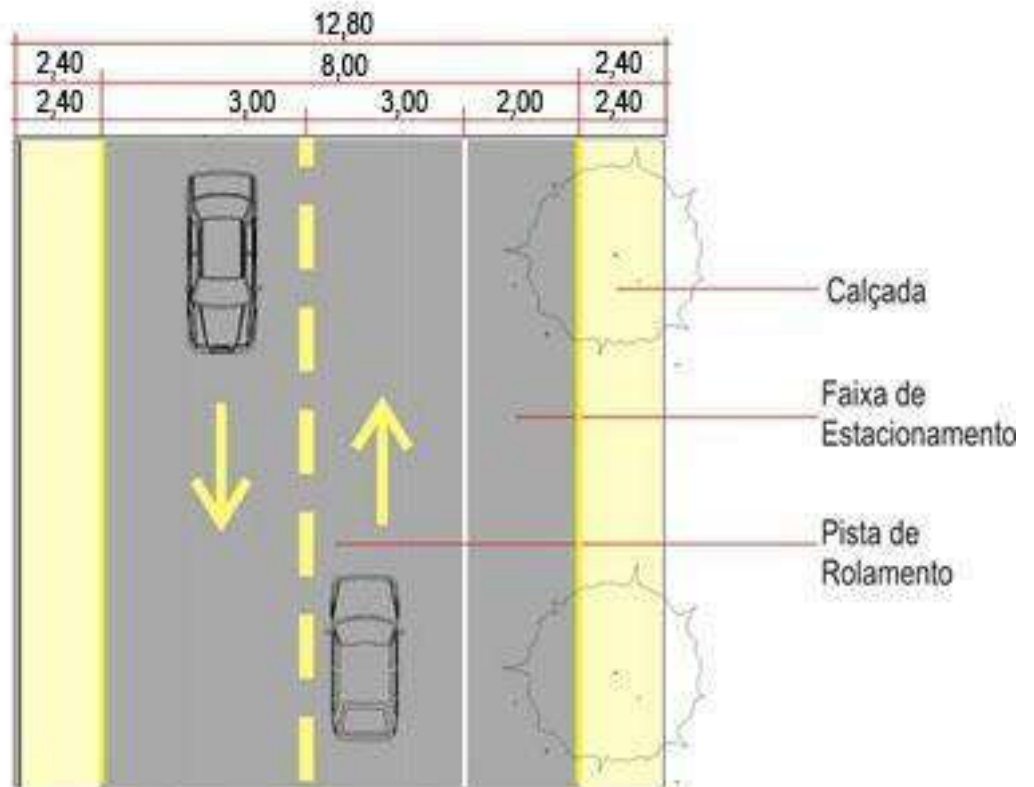 12,80
2,40 8,00 2,40
2,40 3,00 3,00 2,00 2,40
Calçada
Faixa de
Estacionamento
Pista de
Rolamento